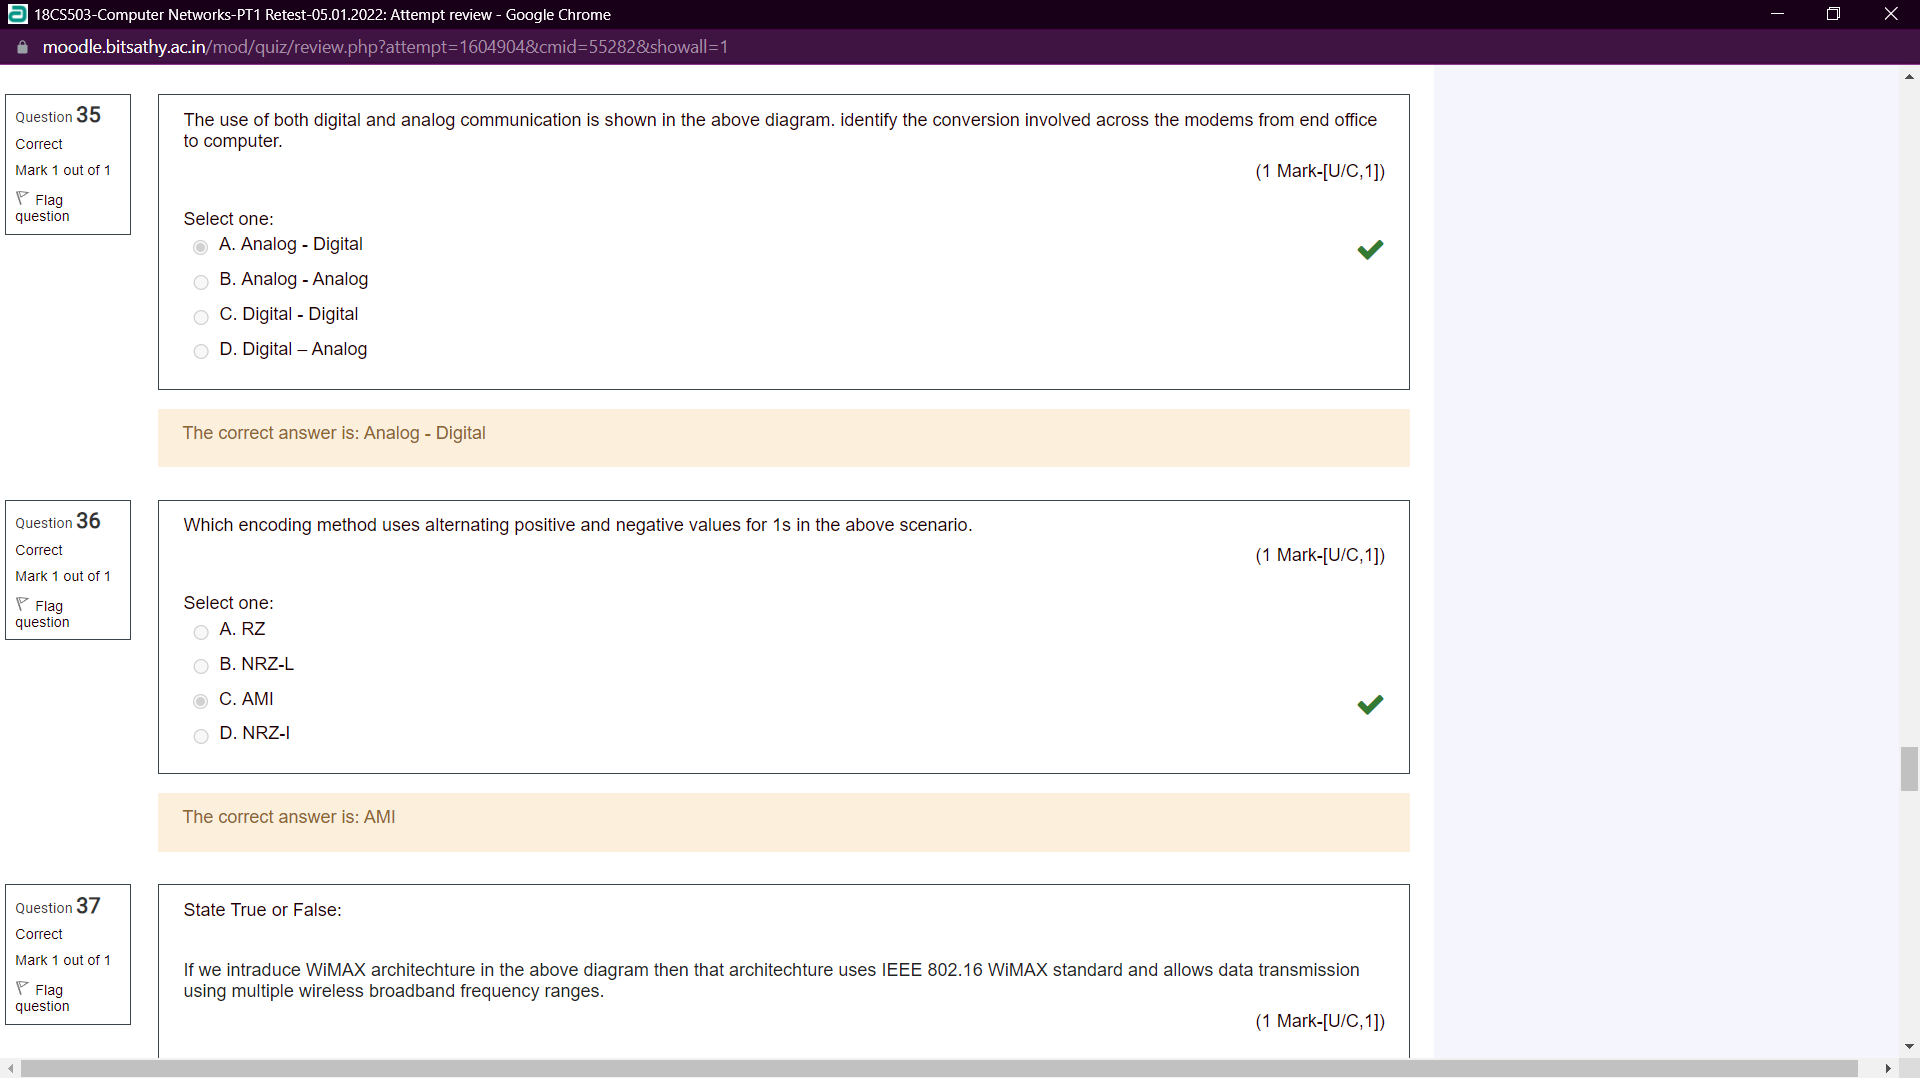 18CS503-Computer Networks-PT1 Retest-05.01.2022: Attempt review - Google Chrome
moodle.bitsathy.ac.in/mod/quiz/review.php?attempt=1604904&cmid=55282&showall=1
Question 35
Correct
Mark 1 out of 1
Flag
question
The use of both digital and analog communication is shown in the above diagram. identify the conversion involved across the modems from end office
to computer.
(1 Mark-[U/C,1])
Select one:
A. Analog - Digital
B. Analog - Analog
C. Digital - Digital
D. Digital – Analog
The correct answer is: Analog - Digital
Question 36
Correct
Mark 1 out of 1
Flag
question
Which encoding method uses alternating positive and negative values for 1s in the above scenario.
(1 Mark-[U/C,1])
Select one:
A. RZ
B. NRZ-L
C. AMI
D. NRZ-I
The correct answer is: AMI
Question 37
Correct
Mark 1 out of 1
Flag
question
State True or False:
If we intraduce WiMAX architechture in the above diagram then that architechture uses IEEE 802.16 WiMAX standard and allows data transmission
using multiple wireless broadband frequency ranges.
(1 Mark-[U/C,1])